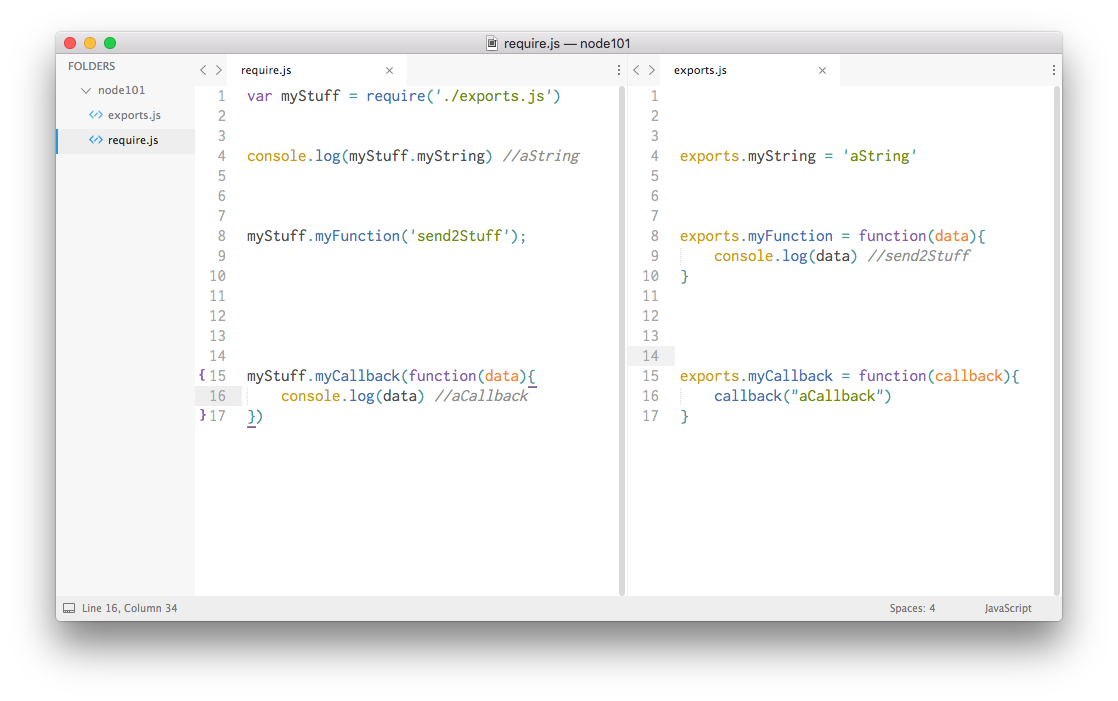 require.js — node101
FOLDERS
node101
exports.js
require.js
require.js
1 var myStuff = require('./exports.js')
2
3
4 console.log(myStuff.myString) //aString
5
6
7
8 myStuff.myFunction('send2Stuff');
9
10
11
12
13
14
{ 15 myStuff.myCallback(function(data){
16 console.log(data) //aCallback
} 17 })
exports.js
1
2
3
4 exports.myString = 'aString'
5
6
7
8 exports.myFunction = function(data){
9 console.log(data) //send2Stuff
10 }
11
12
13
14
15 exports.myCallback = function(callback){
16 callback("aCallback")
17 }
Line 16, Column 34
Spaces: 4
JavaScript